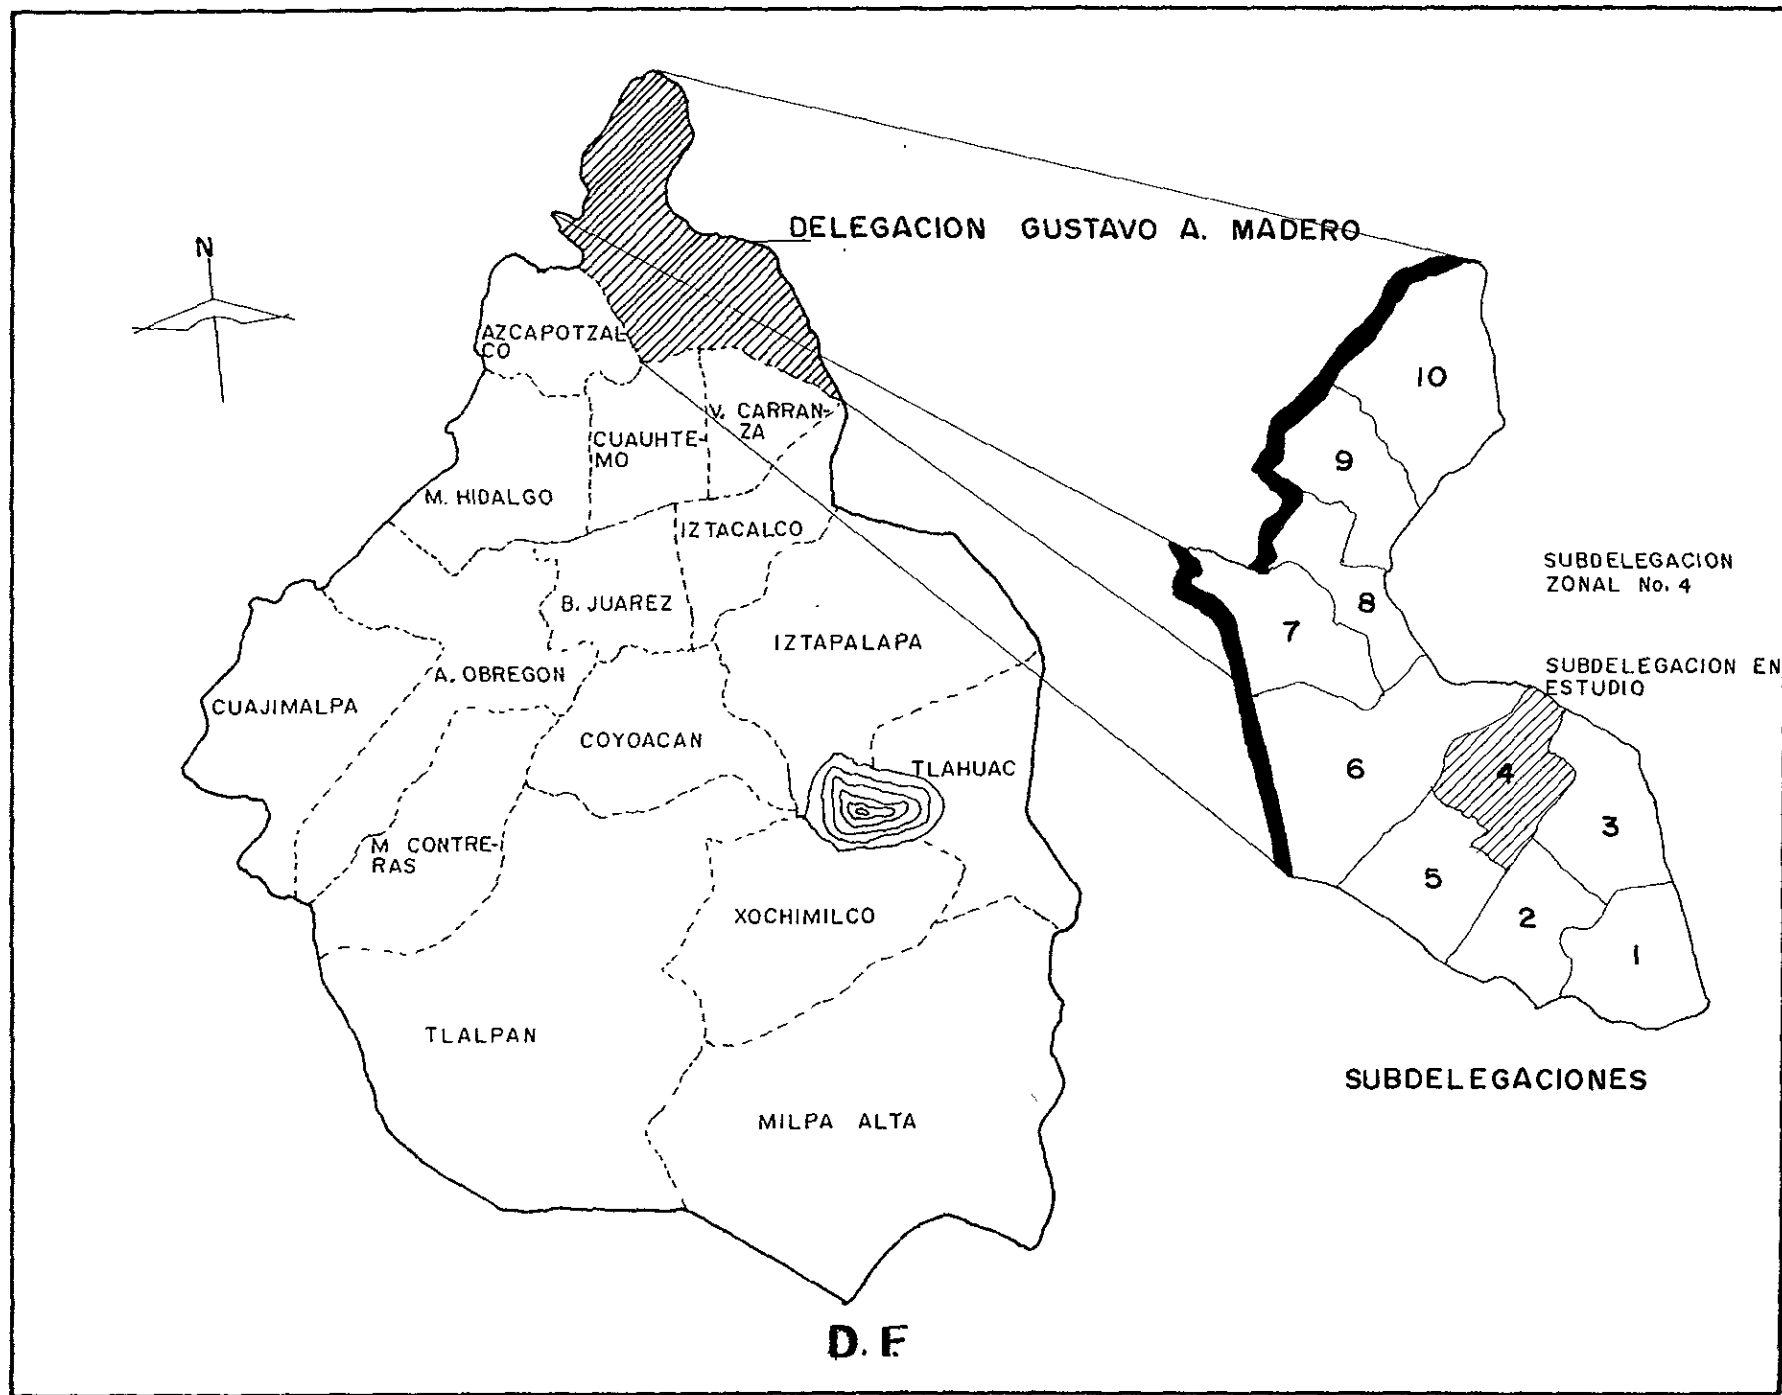 DELEGACION GUSTAVO A. MADERO
N
AZCAPOTZAL-
CO
10
V. CARRAN-
ZA
CUAUHTE-
MO
9
M. HIDALGO
IZTACALCO
SUBDELEGACION
ZONAL No. 4
B. JUAREZ
8
7
IZTAPALAPA
SUBDELEGACION EN
ESTUDIO
A. OBREGON
CUAJIMALPA
COYOACAN
TLAHUAC
6
4
3
M. CONTRE-
RAS
5
XOCHIMILCO
2
1
TLALPAN
SUBDELEGACIONES
MILPA ALTA
D. F.